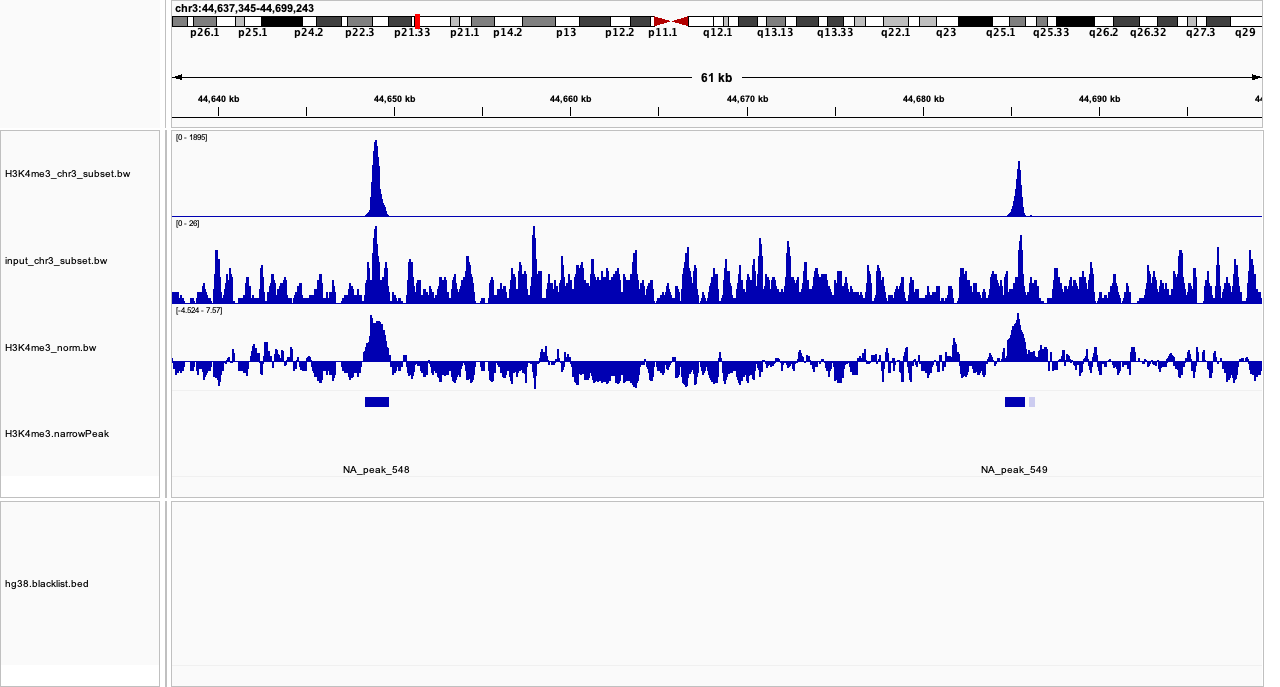 chr3:44,637,345-44,699,243
p26.1 p25.1 p24.2 p22.3 p21.33 p21.1 p14.2 p13 p12.2 p11.1 q12.1 q13.13 q13.33 q22.1 q23 q25.1 q25.33 q26.2 q26.32 q27.3 q29
61 kb
44,640 kb 44,650 kb 44,660 kb 44,670 kb 44,680 kb 44,690 kb 44
[0 - 1895]
H3K4me3_chr3_subset.bw
[0 - 26]
input_chr3_subset.bw
[-4.524 - 7.57]
H3K4me3_norm.bw
H3K4me3.narrowPeak
NA_peak_548 NA_peak_549
hg38.blacklist.bed